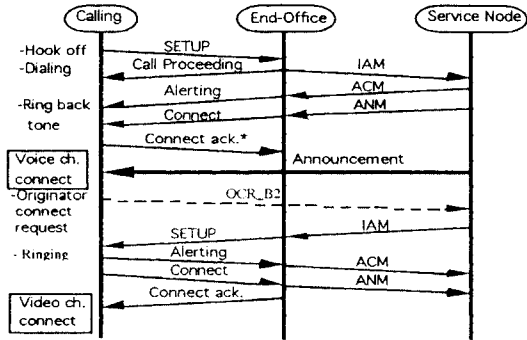 Calling End-Office Service Node
-Hook off SETUP
-Dialing Call Proceeding IAM
Alerting ACM
-Ring back Connect ANM
tone
Connect ack.*
Voice ch. Announcement
connect
-Originator OCR_B2
connect
request IAM
SETUP
- Ringing Alerting ACM
Connect ANM
Video ch. Connect ack.
connect